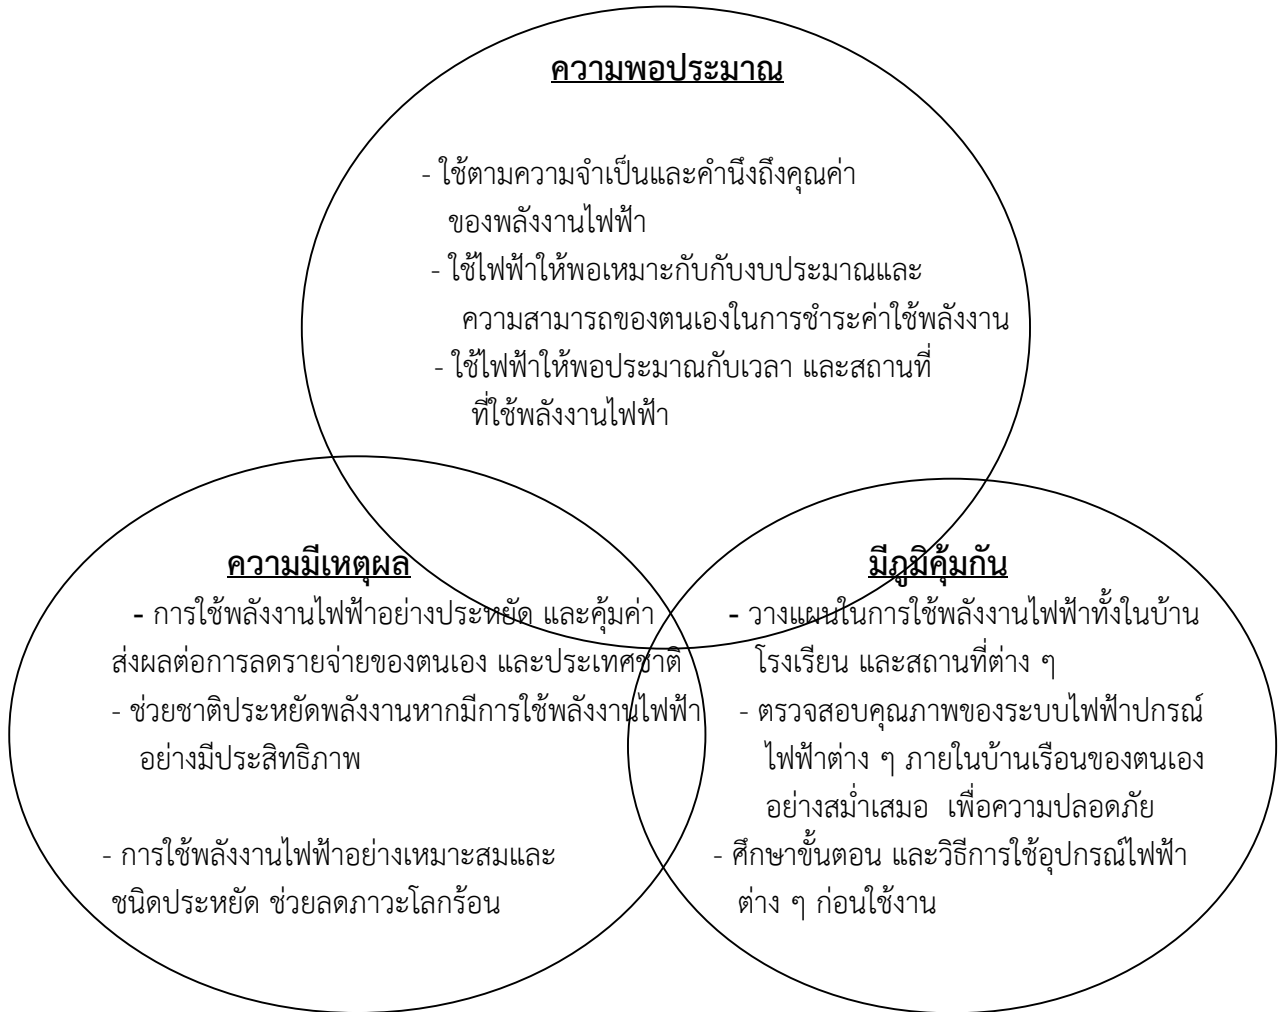 ความพอประมาณ
- ใช้ตามความจำเป็นและคำนึงถึงคุณค่า
ของพลังงานไฟฟ้า
- ใช้ไฟฟ้าให้พอเหมาะกับกับงบประมาณและ
ความสามารถของตนเองในการชำระค่าใช้พลังงาน
- ใช้ไฟฟ้าให้พอประมาณกับเวลา และสถานที่
ที่ใช้พลังงานไฟฟ้า
ความมีเหตุผล
- การใช้พลังงานไฟฟ้าอย่างประหยัด และคุ้มค่า
ส่งผลต่อการลดรายจ่ายของตนเอง และประเทศชาติ
- ช่วยชาติประหยัดพลังงานหากมีการใช้พลังงานไฟฟ้า
อย่างมีประสิทธิภาพ
- การใช้พลังงานไฟฟ้าอย่างเหมาะสมและ
ชนิดประหยัด ช่วยลดภาวะโลกร้อน
มีภูมิคุ้มกัน
- วางแผนในการใช้พลังงานไฟฟ้าทั้งในบ้าน
โรงเรียน และสถานที่ต่าง ๆ
- ตรวจสอบคุณภาพของระบบไฟฟ้าปกรณ์
ไฟฟ้าต่าง ๆ ภายในบ้านเรือนของตนเอง
อย่างสม่ำเสมอ เพื่อความปลอดภัย
- ศึกษาขั้นตอน และวิธีการใช้อุปกรณ์ไฟฟ้า
ต่าง ๆ ก่อนใช้งาน